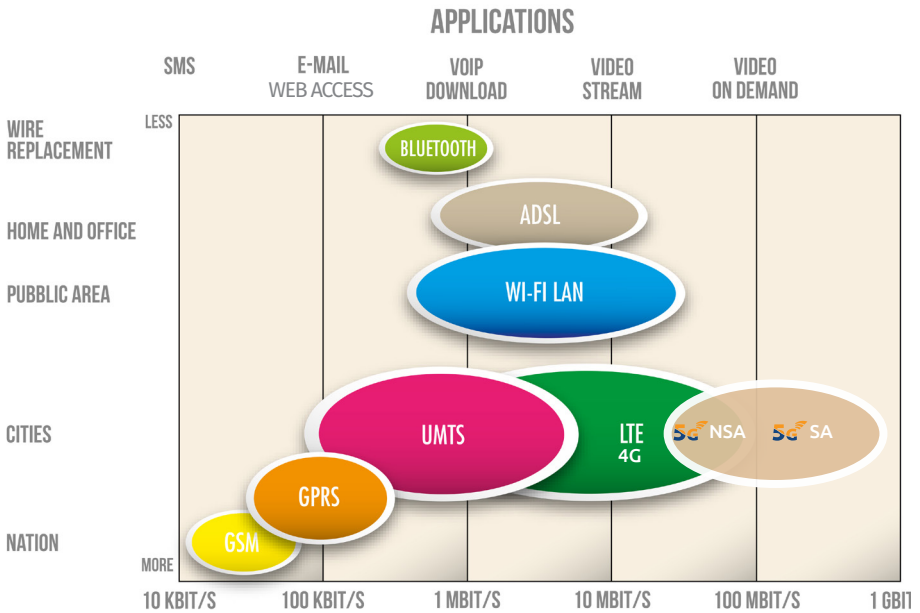 APPLICATIONS
SMS
E-MAIL
WEB ACCESS
VOIP
DOWNLOAD
VIDEO
STREAM
VIDEO
ON DEMAND
WIRE
REPLACEMENT
LESS
BLUETOOTH
HOME AND OFFICE
ADSL
PUBBLIC AREA
WI-FI LAN
CITIES
UMTS
LTE
4G
5G NSA
5G SA
GPRS
NATION
GSM
MORE
10 KBIT/S
100 KBIT/S
1 MBIT/S
10 MBIT/S
100 MBIT/S
1 GBIT